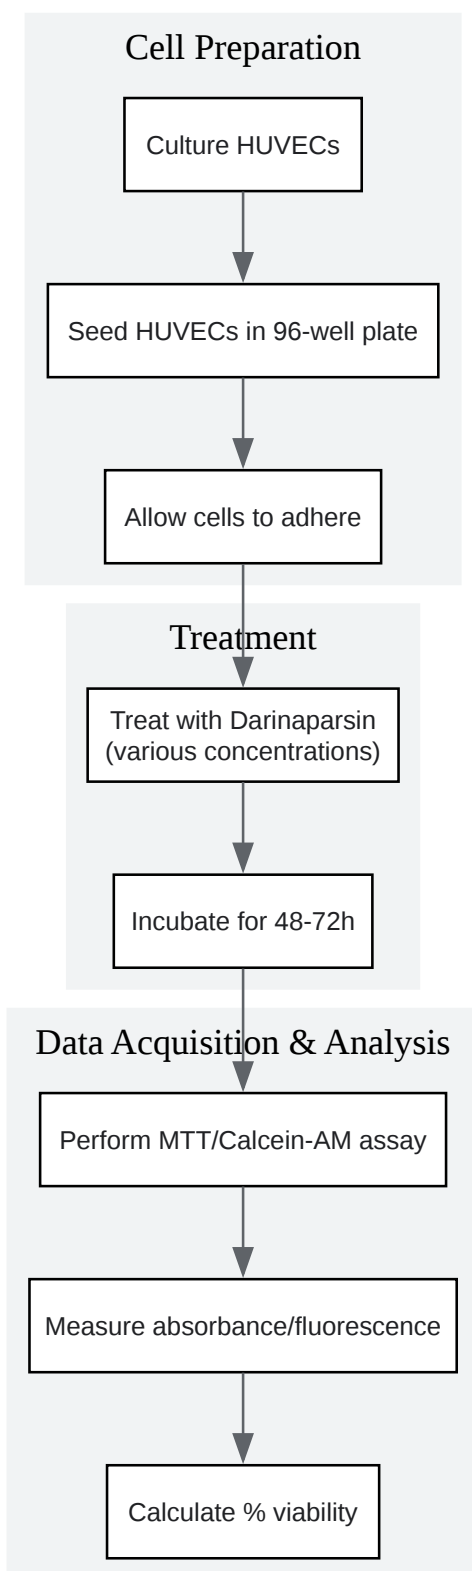 Cell Preparation
Culture HUVECs
Seed HUVECs in 96-well plate
Allow cells to adhere
Treatment
Treat with Darinaparsin
(various concentrations)
Incubate for 48-72h
Data Acquisition & Analysis
Perform MTT/Calcein-AM assay
Measure absorbance/fluorescence
Calculate % viability